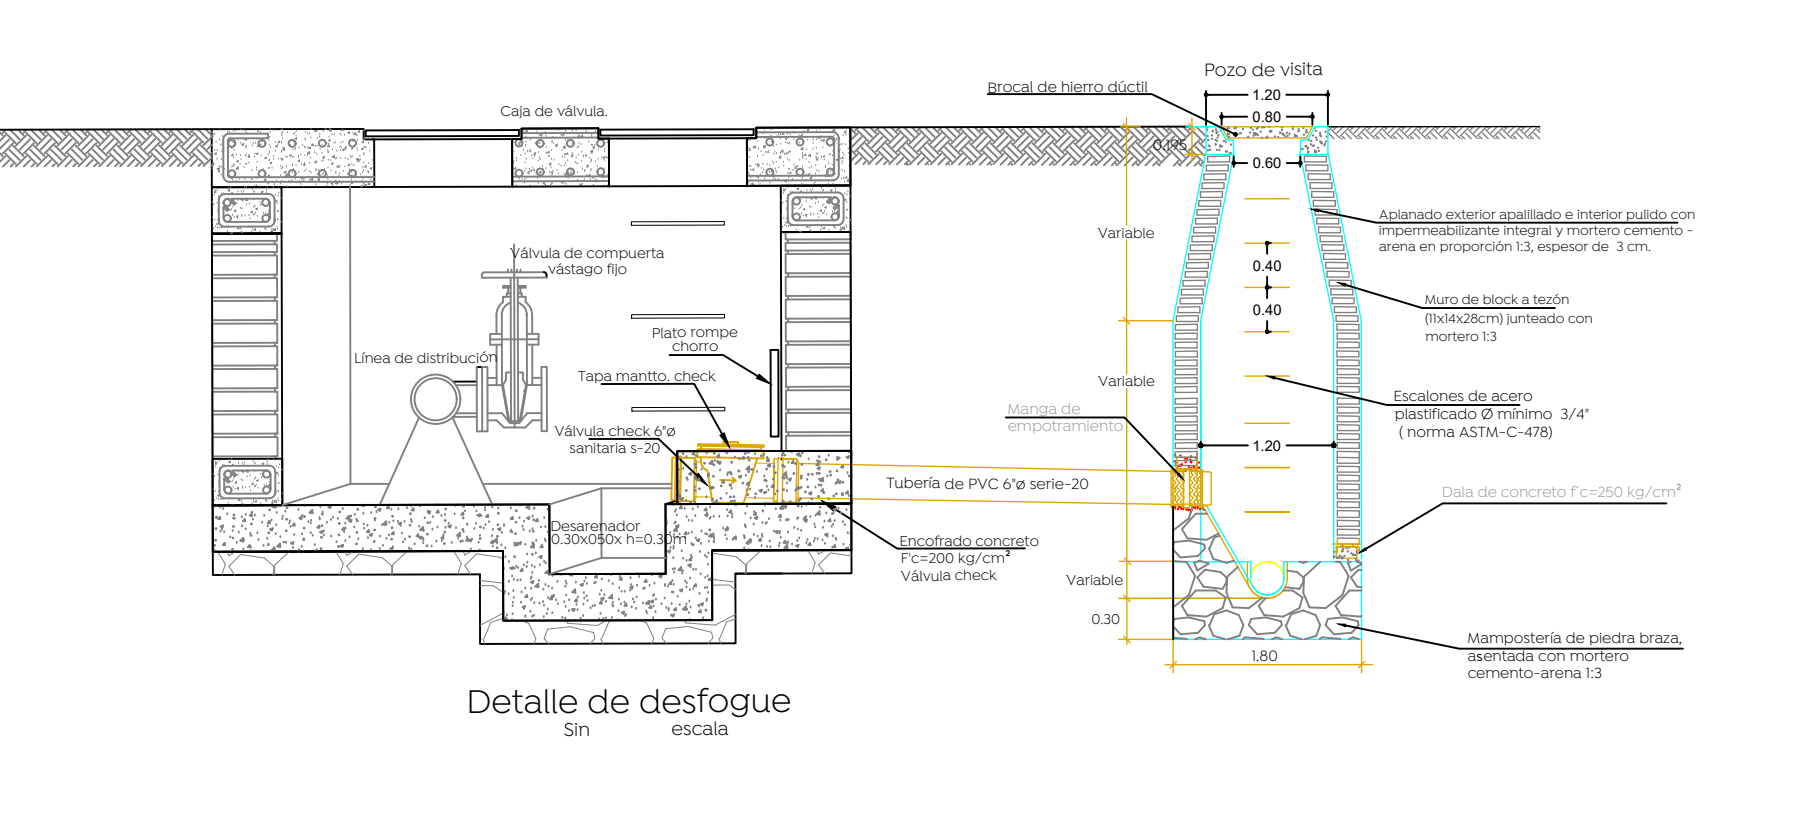 Pozo de visita
Brocal de hierro dúctil
1.20
0.80
Caja de válvula.
0.195
0.60
Aplanado exterior apalillado e interior pulido con
impermeabilizante integral y mortero cemento -
arena en proporción 1:3, espesor de 3 cm.
Variable
Válvula de compuerta
vástago fijo
0.40
0.40
Muro de block a tezón
(11x14x28cm) junteado con
mortero 1:3
Plato rompe
chorro
Línea de distribución
Tapa mantto. check
Variable
Escalones de acero
plastificado Ø mínimo 3/4"
( norma ASTM-C-478)
Manga de
empotramiento
Válvula check 6"ø
sanitaria s-20
1.20
Tubería de PVC 6"ø serie-20
Dala de concreto f´c=250 kg/cm²
Desarenador
0.30x050x h=0.30m
Encofrado concreto
F'c=200 kg/cm²
Válvula check
Variable
0.30
1.80
Mampostería de piedra braza,
asentada con mortero
cemento-arena 1:3
Detalle de desfogue
Sin escala